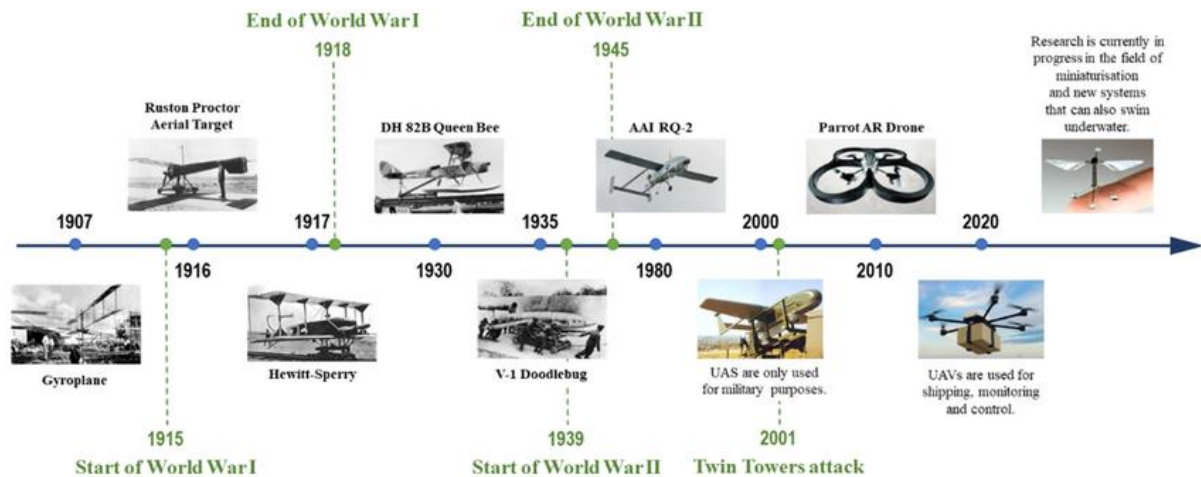 End of World War I
1918
End of World War II
1945
Research is currently in
progress in the field of
miniaturisation
and new systems
that can also swim
underwater.
Ruston Proctor
Aerial Target
DH 82B Queen Bee
AAI RQ-2
Parrot AR Drone
1907
1917
1935
2000
2020
1916
1930
1980
2010
Gyroplane
Hewitt-Sperry
V-1 Doodlebug
UAS are only used
for military purposes.
UAVs are used for
shipping, monitoring
and control.
1915
Start of World War I
1939
Start of World War II
2001
Twin Towers attack